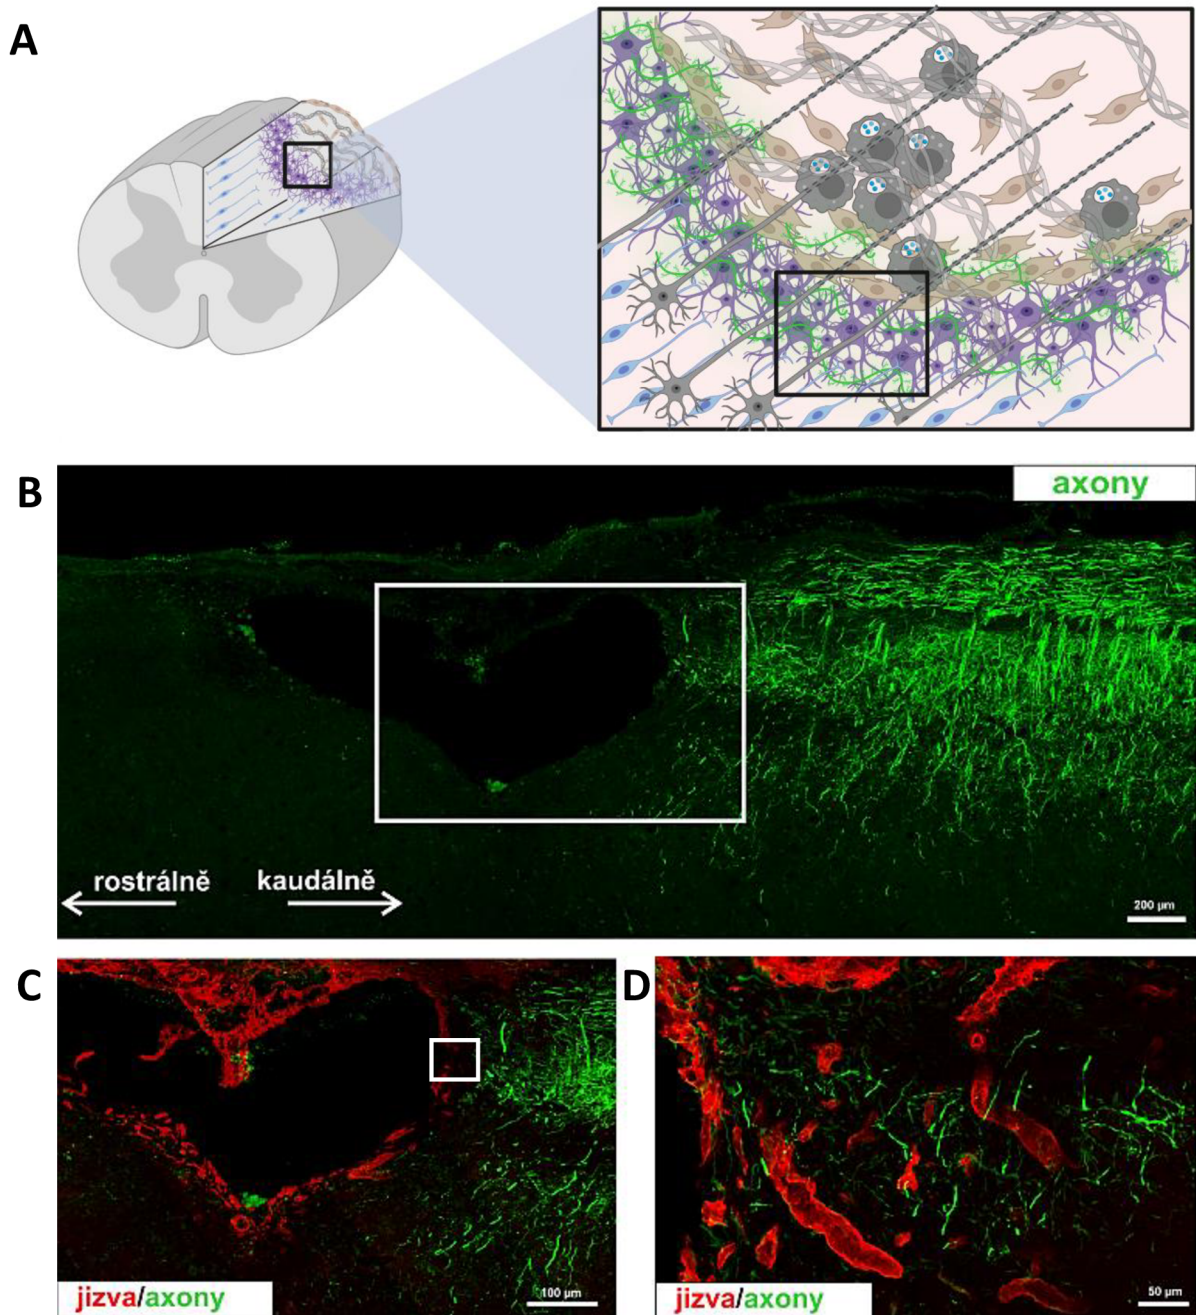 A
B
axony
rostrálně
kaudálně
200 µm
C
jizva/axony
100 µm
D
jizva/axony
50 µm